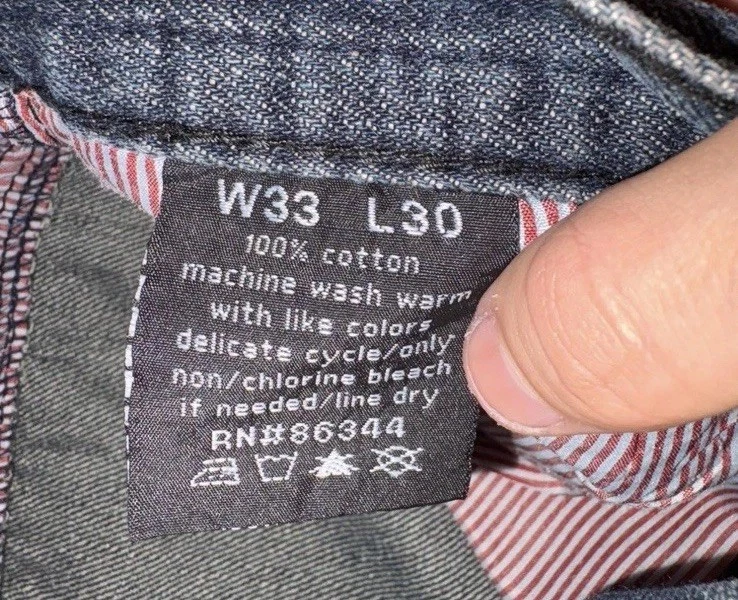 W33 L30
100% cotton
machine wash warm
with like colors
delicate cycle/only
non/chlorine bleach
if needed/line dry
RN#86344